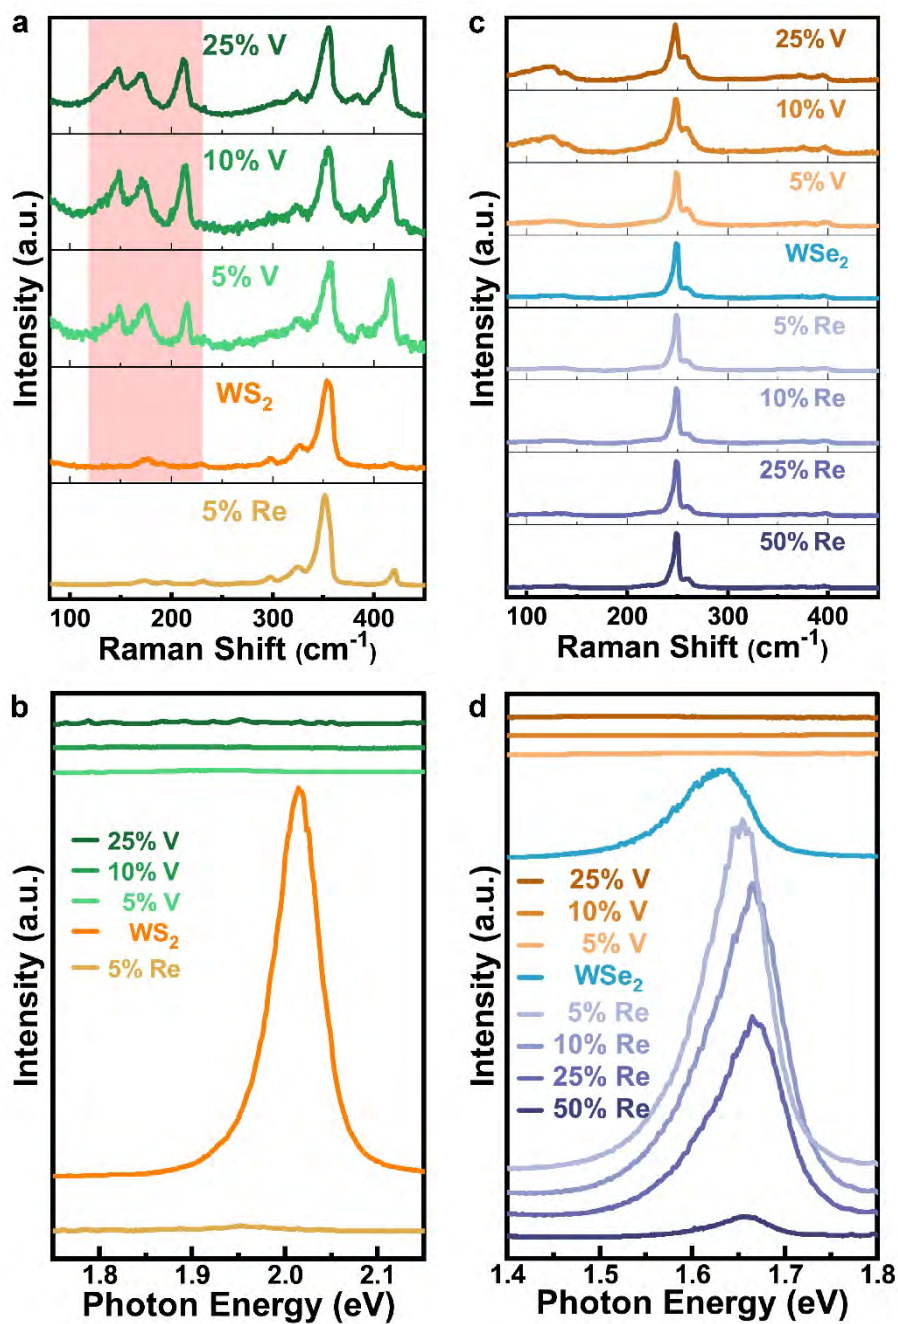 a
25% V
10% V
5% V
WS₂
5% Re
Intensity (a.u.)
100 200 300 400
Raman Shift (cm⁻¹)
c
25% V
10% V
5% V
WSe₂
5% Re
10% Re
25% Re
50% Re
Intensity (a.u.)
100 200 300 400
Raman Shift (cm⁻¹)
b
25% V
10% V
5% V
WS₂
5% Re
Intensity (a.u.)
1.8 1.9 2.0 2.1
Photon Energy (eV)
d
25% V
10% V
5% V
WSe₂
5% Re
10% Re
25% Re
50% Re
Intensity (a.u.)
1.4 1.5 1.6 1.7 1.8
Photon Energy (eV)